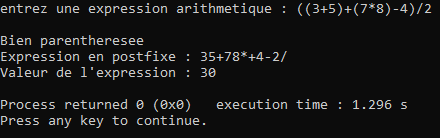 entrez une expression arithmetique : ((3+5)+(7*8)-4)/2
Bien parentheresee
Expression en postfixe : 35+78*+4-2/
Valeur de l'expression : 30
Process returned 0 (0x0)   execution time : 1.296 s
Press any key to continue.